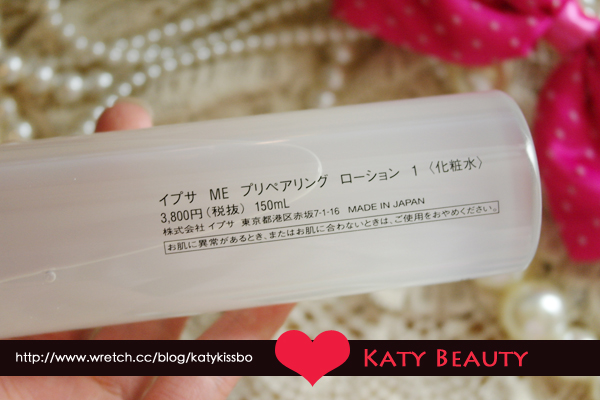 イプサ ME プリペアリング ローション 1 〈化粧水〉
3,800円(税抜) 150mL
株式会社 イプサ 東京都港区赤坂7-1-16 MADE IN JAPAN
お肌に異常があるとき、またはお肌に合わないときは、ご使用をおやめください。
http://www.wretch.cc/blog/katykissbo
KATY BEAUTY